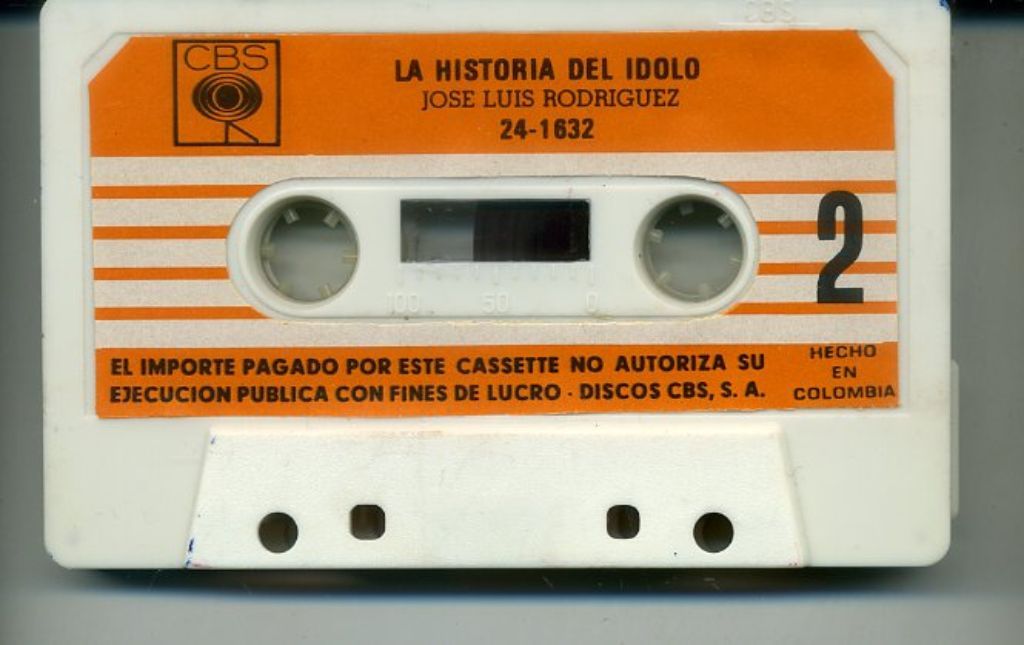 CBS
CBS
LA HISTORIA DEL IDOLO
JOSE LUIS RODRIGUEZ
24-1632
2
100 50 0
EL IMPORTE PAGADO POR ESTE CASSETTE NO AUTORIZA SU
EJECUCION PUBLICA CON FINES DE LUCRO · DISCOS CBS, S. A.
HECHO
EN
COLOMBIA